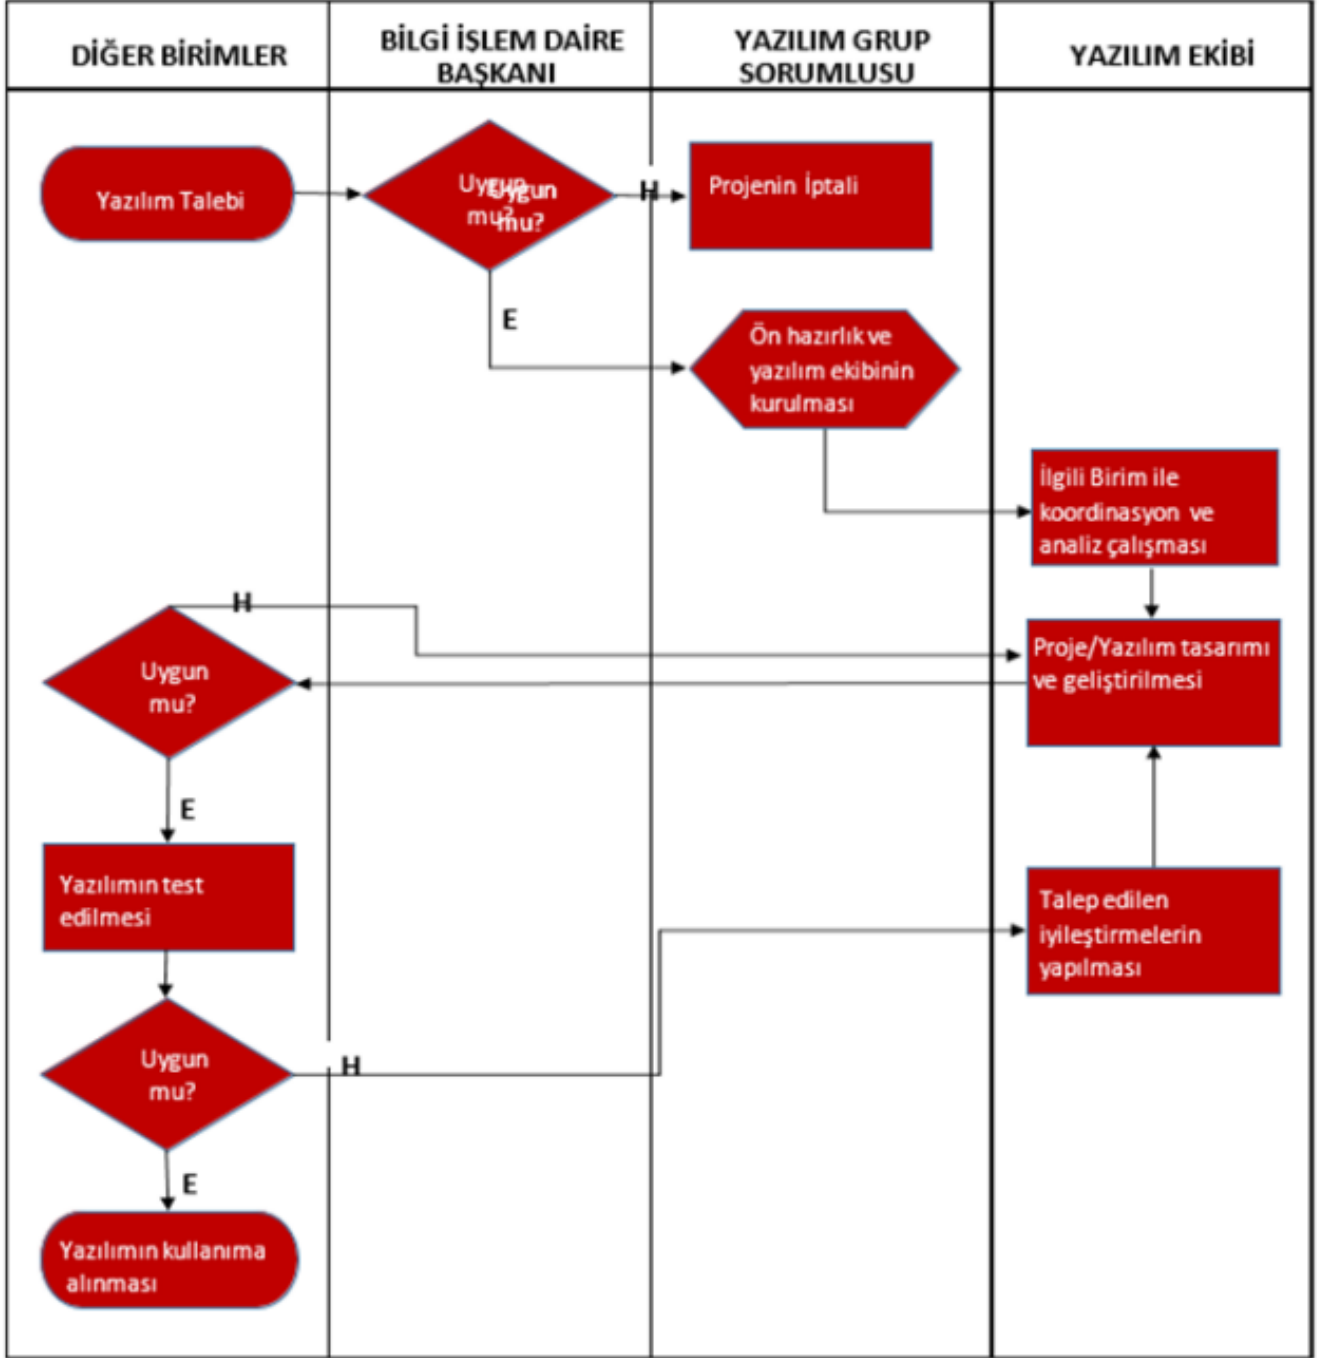 DİĞER BİRİMLER
BİLGİ İŞLEM DAİRE
BAŞKANI
YAZILIM GRUP
SORUMLUSU
YAZILIM EKİBİ
Yazılım Talebi
Uygun
mu?
Uygun
mu?
H
Projenin İptali
E
Ön hazırlık ve
yazılım ekibinin
kurulması
İlgili Birim ile
koordinasyon ve
analiz çalışması
H
Uygun
mu?
Proje/Yazılım tasarımı
ve geliştirilmesi
E
Yazılımın test
edilmesi
Talep edilen
iyileştirmelerin
yapılması
Uygun
mu?
H
E
Yazılımın kullanıma
alınması